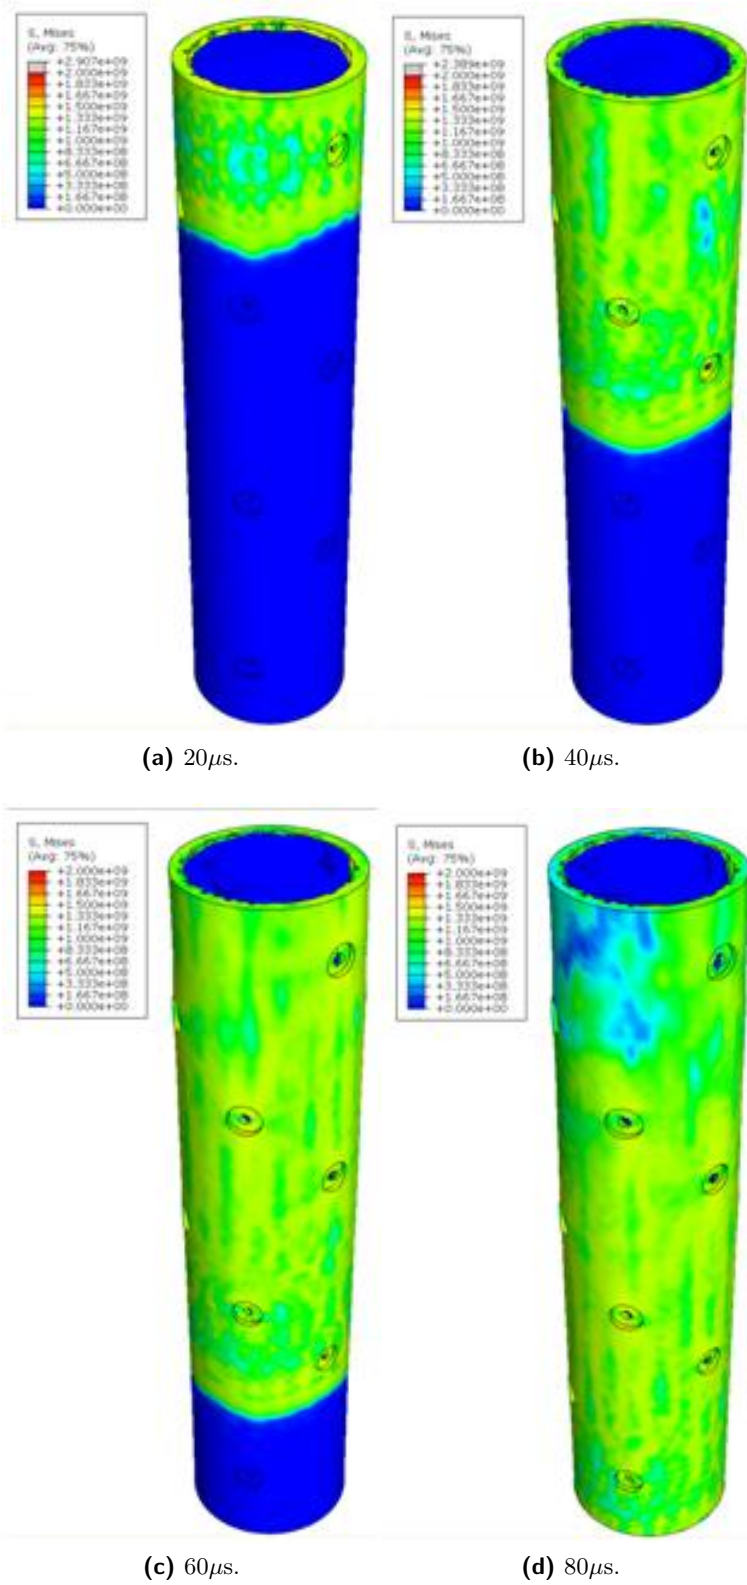 S, Mises
(Avg: 75%)
+2.907e+09
+2.000e+09
+1.833e+09
+1.667e+09
+1.500e+09
+1.333e+09
+1.167e+09
+1.000e+09
+8.333e+08
+6.667e+08
+5.000e+08
+3.333e+08
+1.667e+08
+0.000e+00
S, Mises
(Avg: 75%)
+2.389e+09
+2.000e+09
+1.833e+09
+1.667e+09
+1.500e+09
+1.333e+09
+1.167e+09
+1.000e+09
+8.333e+08
+6.667e+08
+5.000e+08
+3.333e+08
+1.667e+08
+0.000e+00
(a) 20μs.
(b) 40μs.
S, Mises
(Avg: 75%)
+2.000e+09
+1.833e+09
+1.667e+09
+1.500e+09
+1.333e+09
+1.167e+09
+1.000e+09
+8.333e+08
+6.667e+08
+5.000e+08
+3.333e+08
+1.667e+08
+0.000e+00
S, Mises
(Avg: 75%)
+2.000e+09
+1.833e+09
+1.667e+09
+1.500e+09
+1.333e+09
+1.167e+09
+1.000e+09
+8.333e+08
+6.667e+08
+5.000e+08
+3.333e+08
+1.667e+08
+0.000e+00
(c) 60μs.
(d) 80μs.